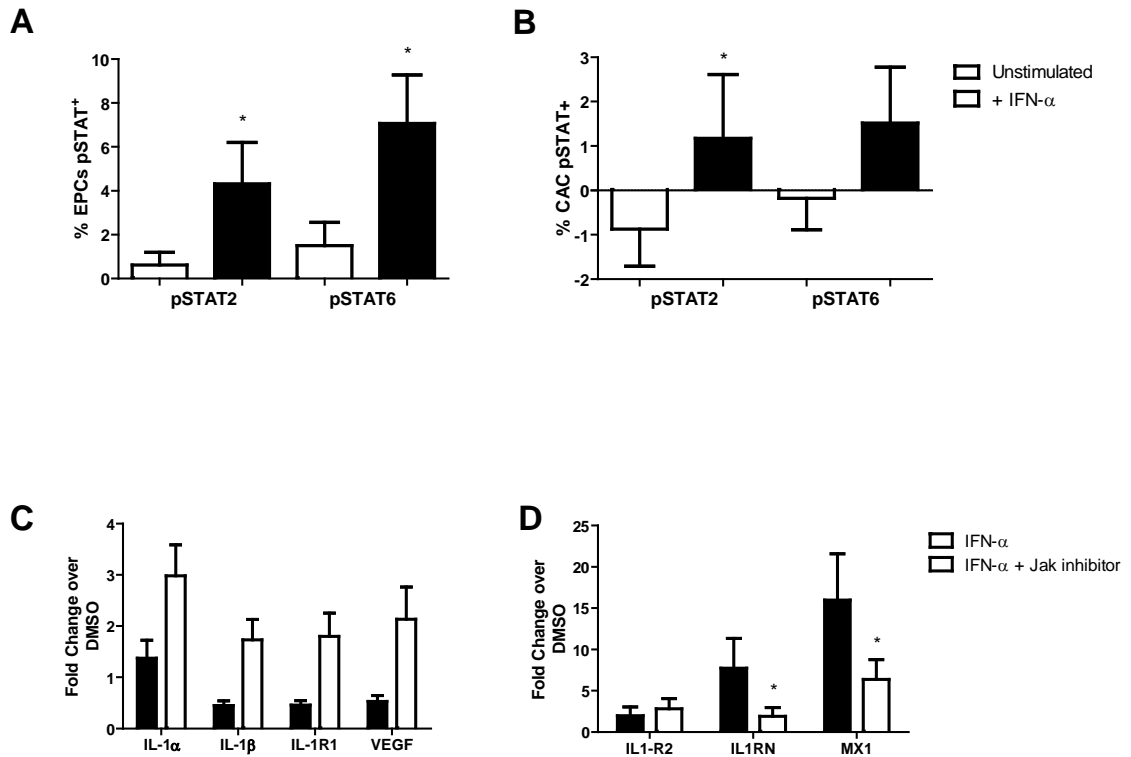 A
% EPCs pSTAT⁺
10
8
6
4
2
0
*
*
pSTAT2 pSTAT6
B
% CAC pSTAT+
3
2
1
0
-1
-2
*
pSTAT2 pSTAT6
Unstimulated
+ IFN-α
C
Fold Change over
DMSO
4
3
2
1
0
IL-1α IL-1β IL-1R1 VEGF
D
Fold Change over
DMSO
25
20
15
10
5
0
*
*
IL1-R2 IL1RN MX1
IFN-α
IFN-α + Jak inhibitor